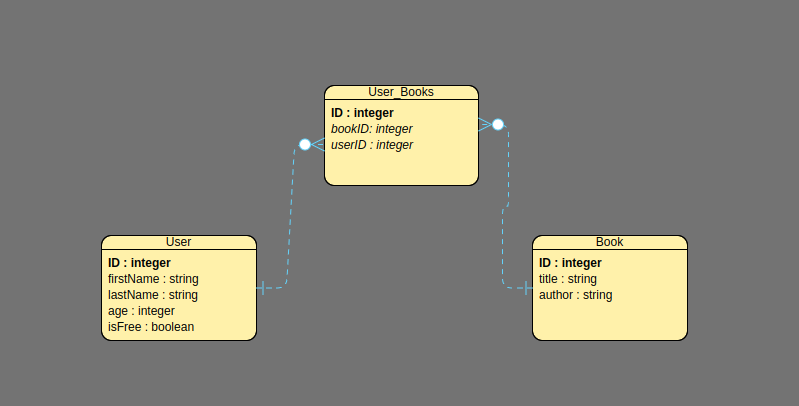 User_Books
ID : integer
bookID: integer
userID : integer
User
ID : integer
firstName : string
lastName : string
age : integer
isFree : boolean
Book
ID : integer
title : string
author : string